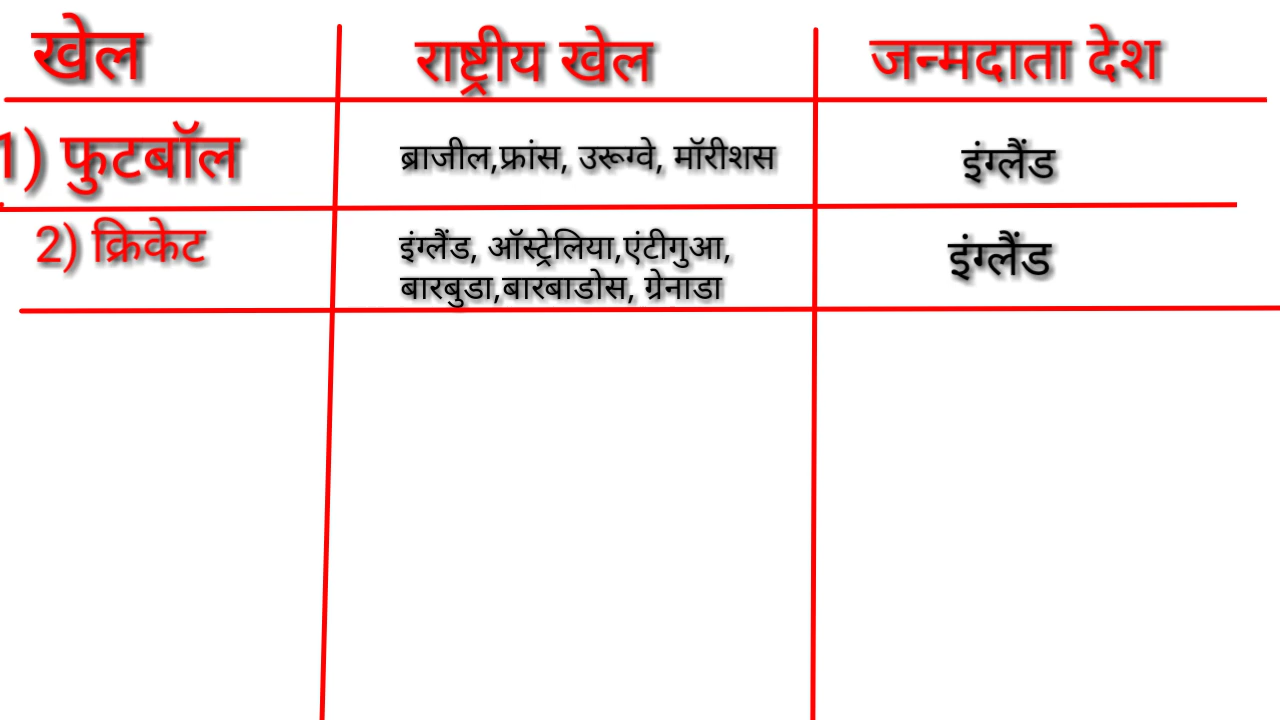 खेल राष्ट्रीय खेल जन्मदाता देश
1) फुटबॉल ब्राजील,फ्रांस, उरूग्वे, मॉरीशस इंग्लैंड
2) क्रिकेट इंग्लैंड, ऑस्ट्रेलिया,एंटीगुआ, इंग्लैंड
बारबुडा,बारबाडोस, ग्रेनाडा